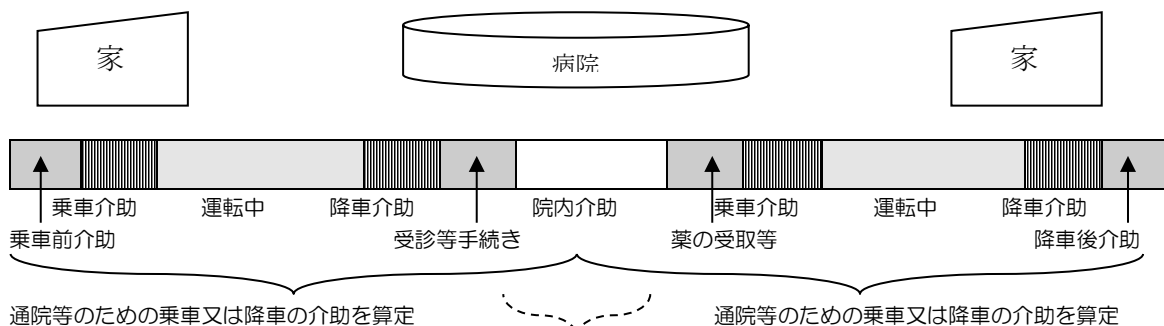 家
病院
家
乗車介助 運転中 降車介助 院内介助 乗車介助 運転中 降車介助
乗車前介助 受診等手続き 薬の受取等 降車後介助
通院等のための乗車又は降車の介助を算定 通院等のための乗車又は降車の介助を算定